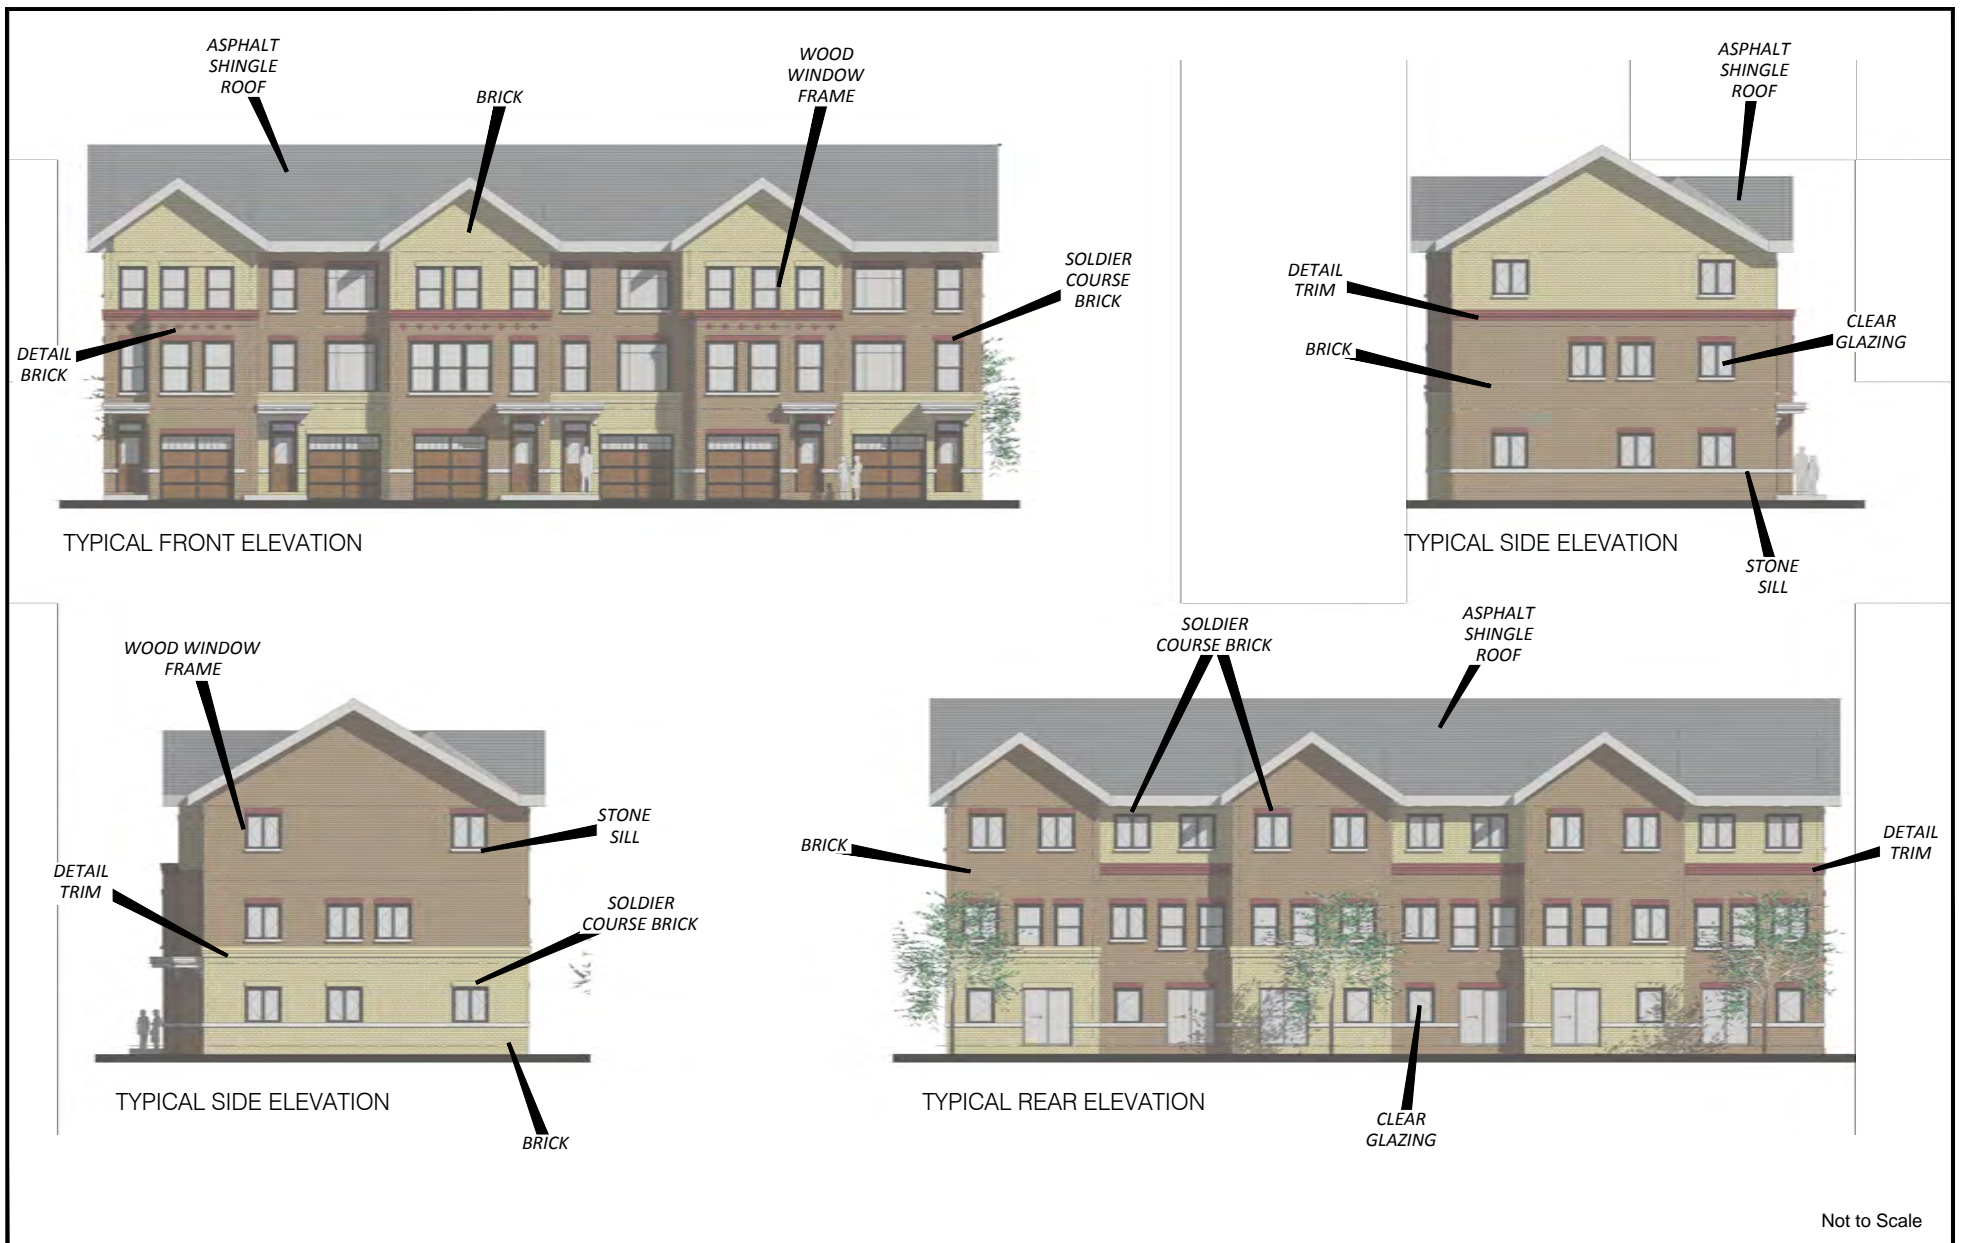 ASPHALT
SHINGLE
ROOF
BRICK
WOOD
WINDOW
FRAME
SOLDIER
COURSE
BRICK
DETAIL
BRICK
TYPICAL FRONT ELEVATION
ASPHALT
SHINGLE
ROOF
DETAIL
TRIM
BRICK
CLEAR
GLAZING
TYPICAL SIDE ELEVATION
STONE
SILL
WOOD WINDOW
FRAME
STONE
SILL
DETAIL
TRIM
SOLDIER
COURSE BRICK
TYPICAL SIDE ELEVATION
BRICK
SOLDIER
COURSE BRICK
ASPHALT
SHINGLE
ROOF
BRICK
DETAIL
TRIM
TYPICAL REAR ELEVATION
CLEAR
GLAZING
Not to Scale